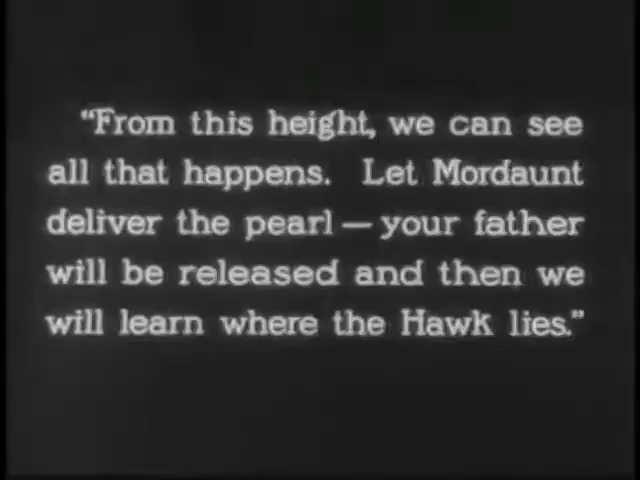 "From this height, we can see
all that happens.  Let Mordaunt
deliver the pearl — your father
will be released and then we
will learn where the Hawk lies."